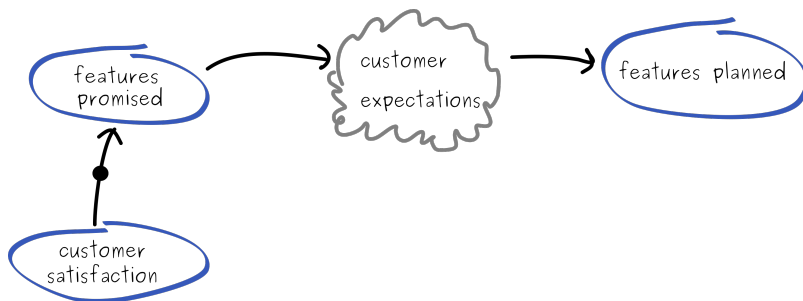 features
promised
customer
expectations
features planned
customer
satisfaction